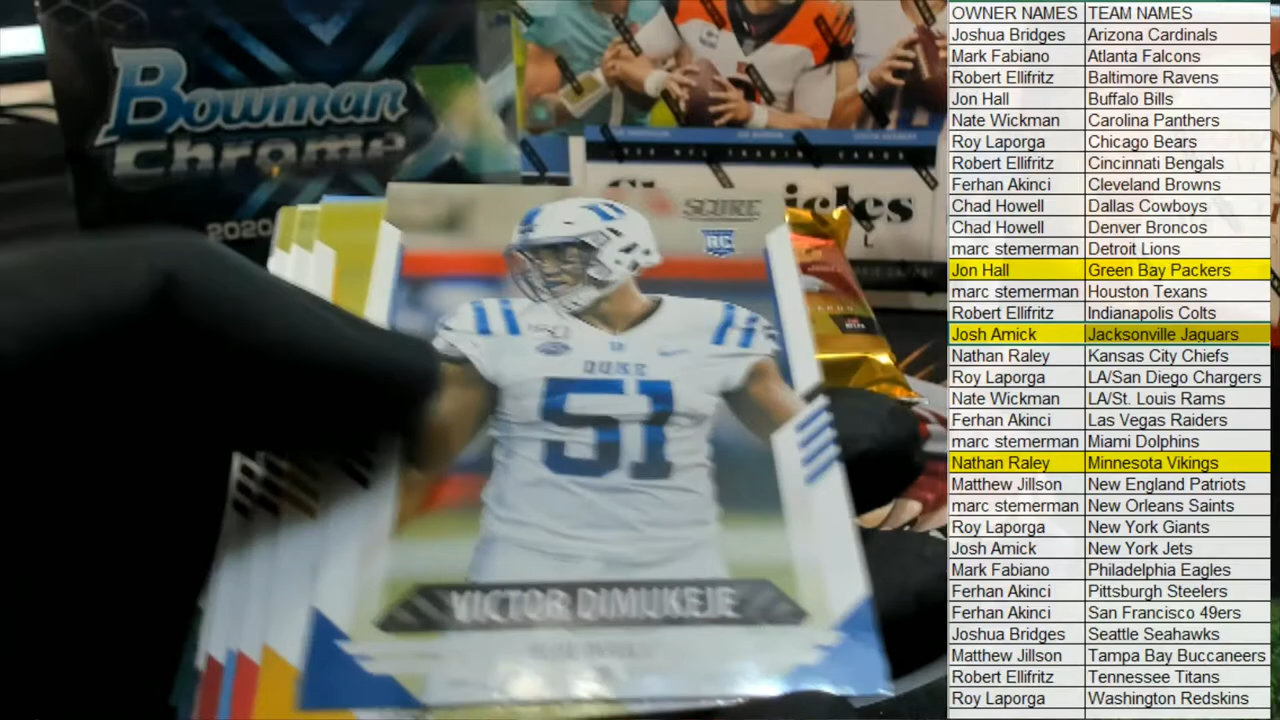 Bowman
Chrome
2020
SCORE
RC
DUKE
51
VICTOR DIMUKEJE
OWNER NAMES TEAM NAMES
Joshua Bridges Arizona Cardinals
Mark Fabiano Atlanta Falcons
Robert Ellifritz Baltimore Ravens
Jon Hall Buffalo Bills
Nate Wickman Carolina Panthers
Roy Laporga Chicago Bears
Robert Ellifritz Cincinnati Bengals
Ferhan Akinci Cleveland Browns
Chad Howell Dallas Cowboys
Chad Howell Denver Broncos
marc stemerman Detroit Lions
Jon Hall Green Bay Packers
marc stemerman Houston Texans
Robert Ellifritz Indianapolis Colts
Josh Amick Jacksonville Jaguars
Nathan Raley Kansas City Chiefs
Roy Laporga LA/San Diego Chargers
Nate Wickman LA/St. Louis Rams
Ferhan Akinci Las Vegas Raiders
marc stemerman Miami Dolphins
Nathan Raley Minnesota Vikings
Matthew Jillson New England Patriots
marc stemerman New Orleans Saints
Roy Laporga New York Giants
Josh Amick New York Jets
Mark Fabiano Philadelphia Eagles
Ferhan Akinci Pittsburgh Steelers
Ferhan Akinci San Francisco 49ers
Joshua Bridges Seattle Seahawks
Matthew Jillson Tampa Bay Buccaneers
Robert Ellifritz Tennessee Titans
Roy Laporga Washington Redskins